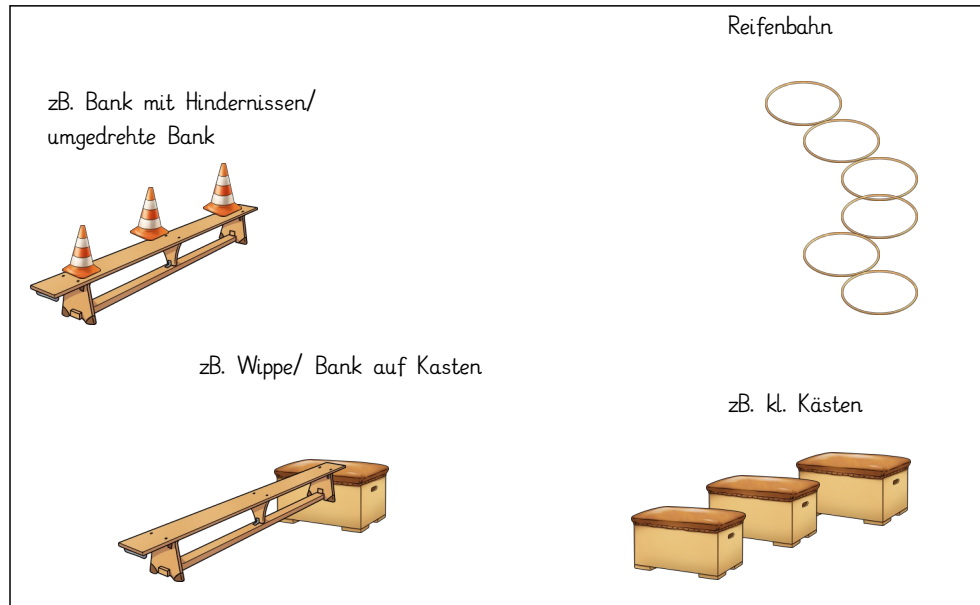 Reifenbahn
zB. Bank mit Hindernissen/
umgedrehte Bank
zB. Wippe/ Bank auf Kasten
zB. kl. Kästen